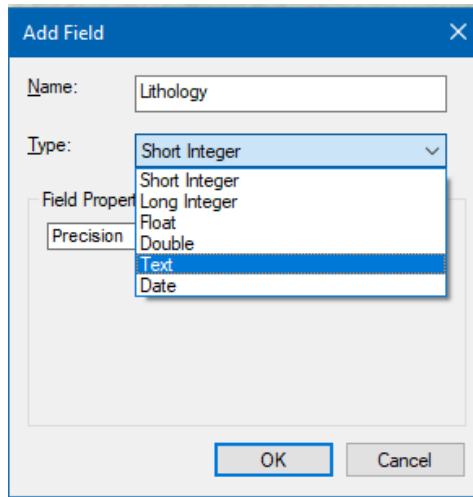 Add Field
Name:
Lithology
Type:
Short Integer
Short Integer
Long Integer
Float
Double
Text
Date
Field Propert
Precision
OK
Cancel